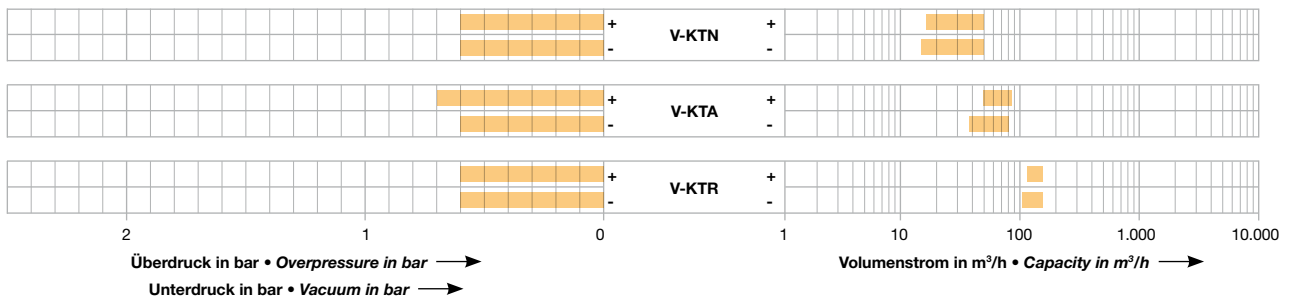 + V-KTN +
- -
+ V-KTA +
- -
+ V-KTR +
- -
2 1 0 1 10 100 1.000 10.000
Überdruck in bar • Overpressure in bar Volumenstrom in m³/h • Capacity in m³/h
Unterdruck in bar • Vacuum in bar